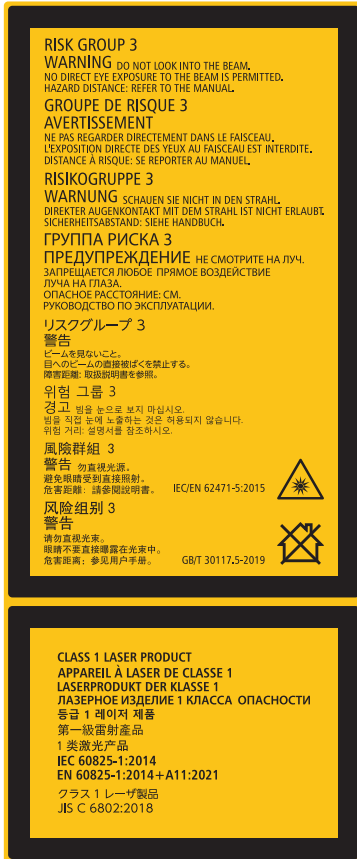 RISK GROUP 3
WARNING DO NOT LOOK INTO THE BEAM.
NO DIRECT EYE EXPOSURE TO THE BEAM IS PERMITTED.
HAZARD DISTANCE: REFER TO THE MANUAL.
GROUPE DE RISQUE 3
AVERTISSEMENT
NE PAS REGARDER DIRECTEMENT DANS LE FAISCEAU.
L'EXPOSITION DIRECTE DES YEUX AU FAISCEAU EST INTERDITE.
DISTANCE À RISQUE: SE REPORTER AU MANUEL.
RISIKOGRUPPE 3
WARNUNG SCHAUEN SIE NICHT IN DEN STRAHL.
DIREKTER AUGENKONTAKT MIT DEM STRAHL IST NICHT ERLAUBT.
SICHERHEITSABSTAND: SIEHE HANDBUCH.
ГРУППА РИСКА 3
ПРЕДУПРЕЖДЕНИЕ НЕ СМОТРИТЕ НА ЛУЧ.
ЗАПРЕЩАЕТСЯ ЛЮБОЕ ПРЯМОЕ ВОЗДЕЙСТВИЕ
ЛУЧА НА ГЛАЗА.
ОПАСНОЕ РАССТОЯНИЕ: СМ.
РУКОВОДСТВО ПО ЭКСПЛУАТАЦИИ.
リスクグループ 3
警告
ビームを見ないこと。
目へのビームの直接被ばくを禁止する。
障害距離: 取扱説明書を参照。
위험 그룹 3
경고 빔을 눈으로 보지 마십시오.
빔을 직접 눈에 노출하는 것은 허용되지 않습니다.
위험 거리: 설명서를 참조하시오.
風險群組 3
警告 勿直視光源。
避免眼睛受到直接照射。
危害距離: 請參閱說明書。 IEC/EN 62471-5:2015
风险组别 3
警告
请勿直视光束。
眼睛不要直接曝露在光束中。
危害距离: 参见用户手册。 GB/T 30117.5-2019
CLASS 1 LASER PRODUCT
APPAREIL À LASER DE CLASSE 1
LASERPRODUKT DER KLASSE 1
ЛАЗЕРНОЕ ИЗДЕЛИЕ 1 КЛАССА ОПАСНОСТИ
등급 1 레이저 제품
第一級雷射產品
1 类激光产品
IEC 60825-1:2014
EN 60825-1:2014+A11:2021
クラス 1 レーザ製品
JIS C 6802:2018